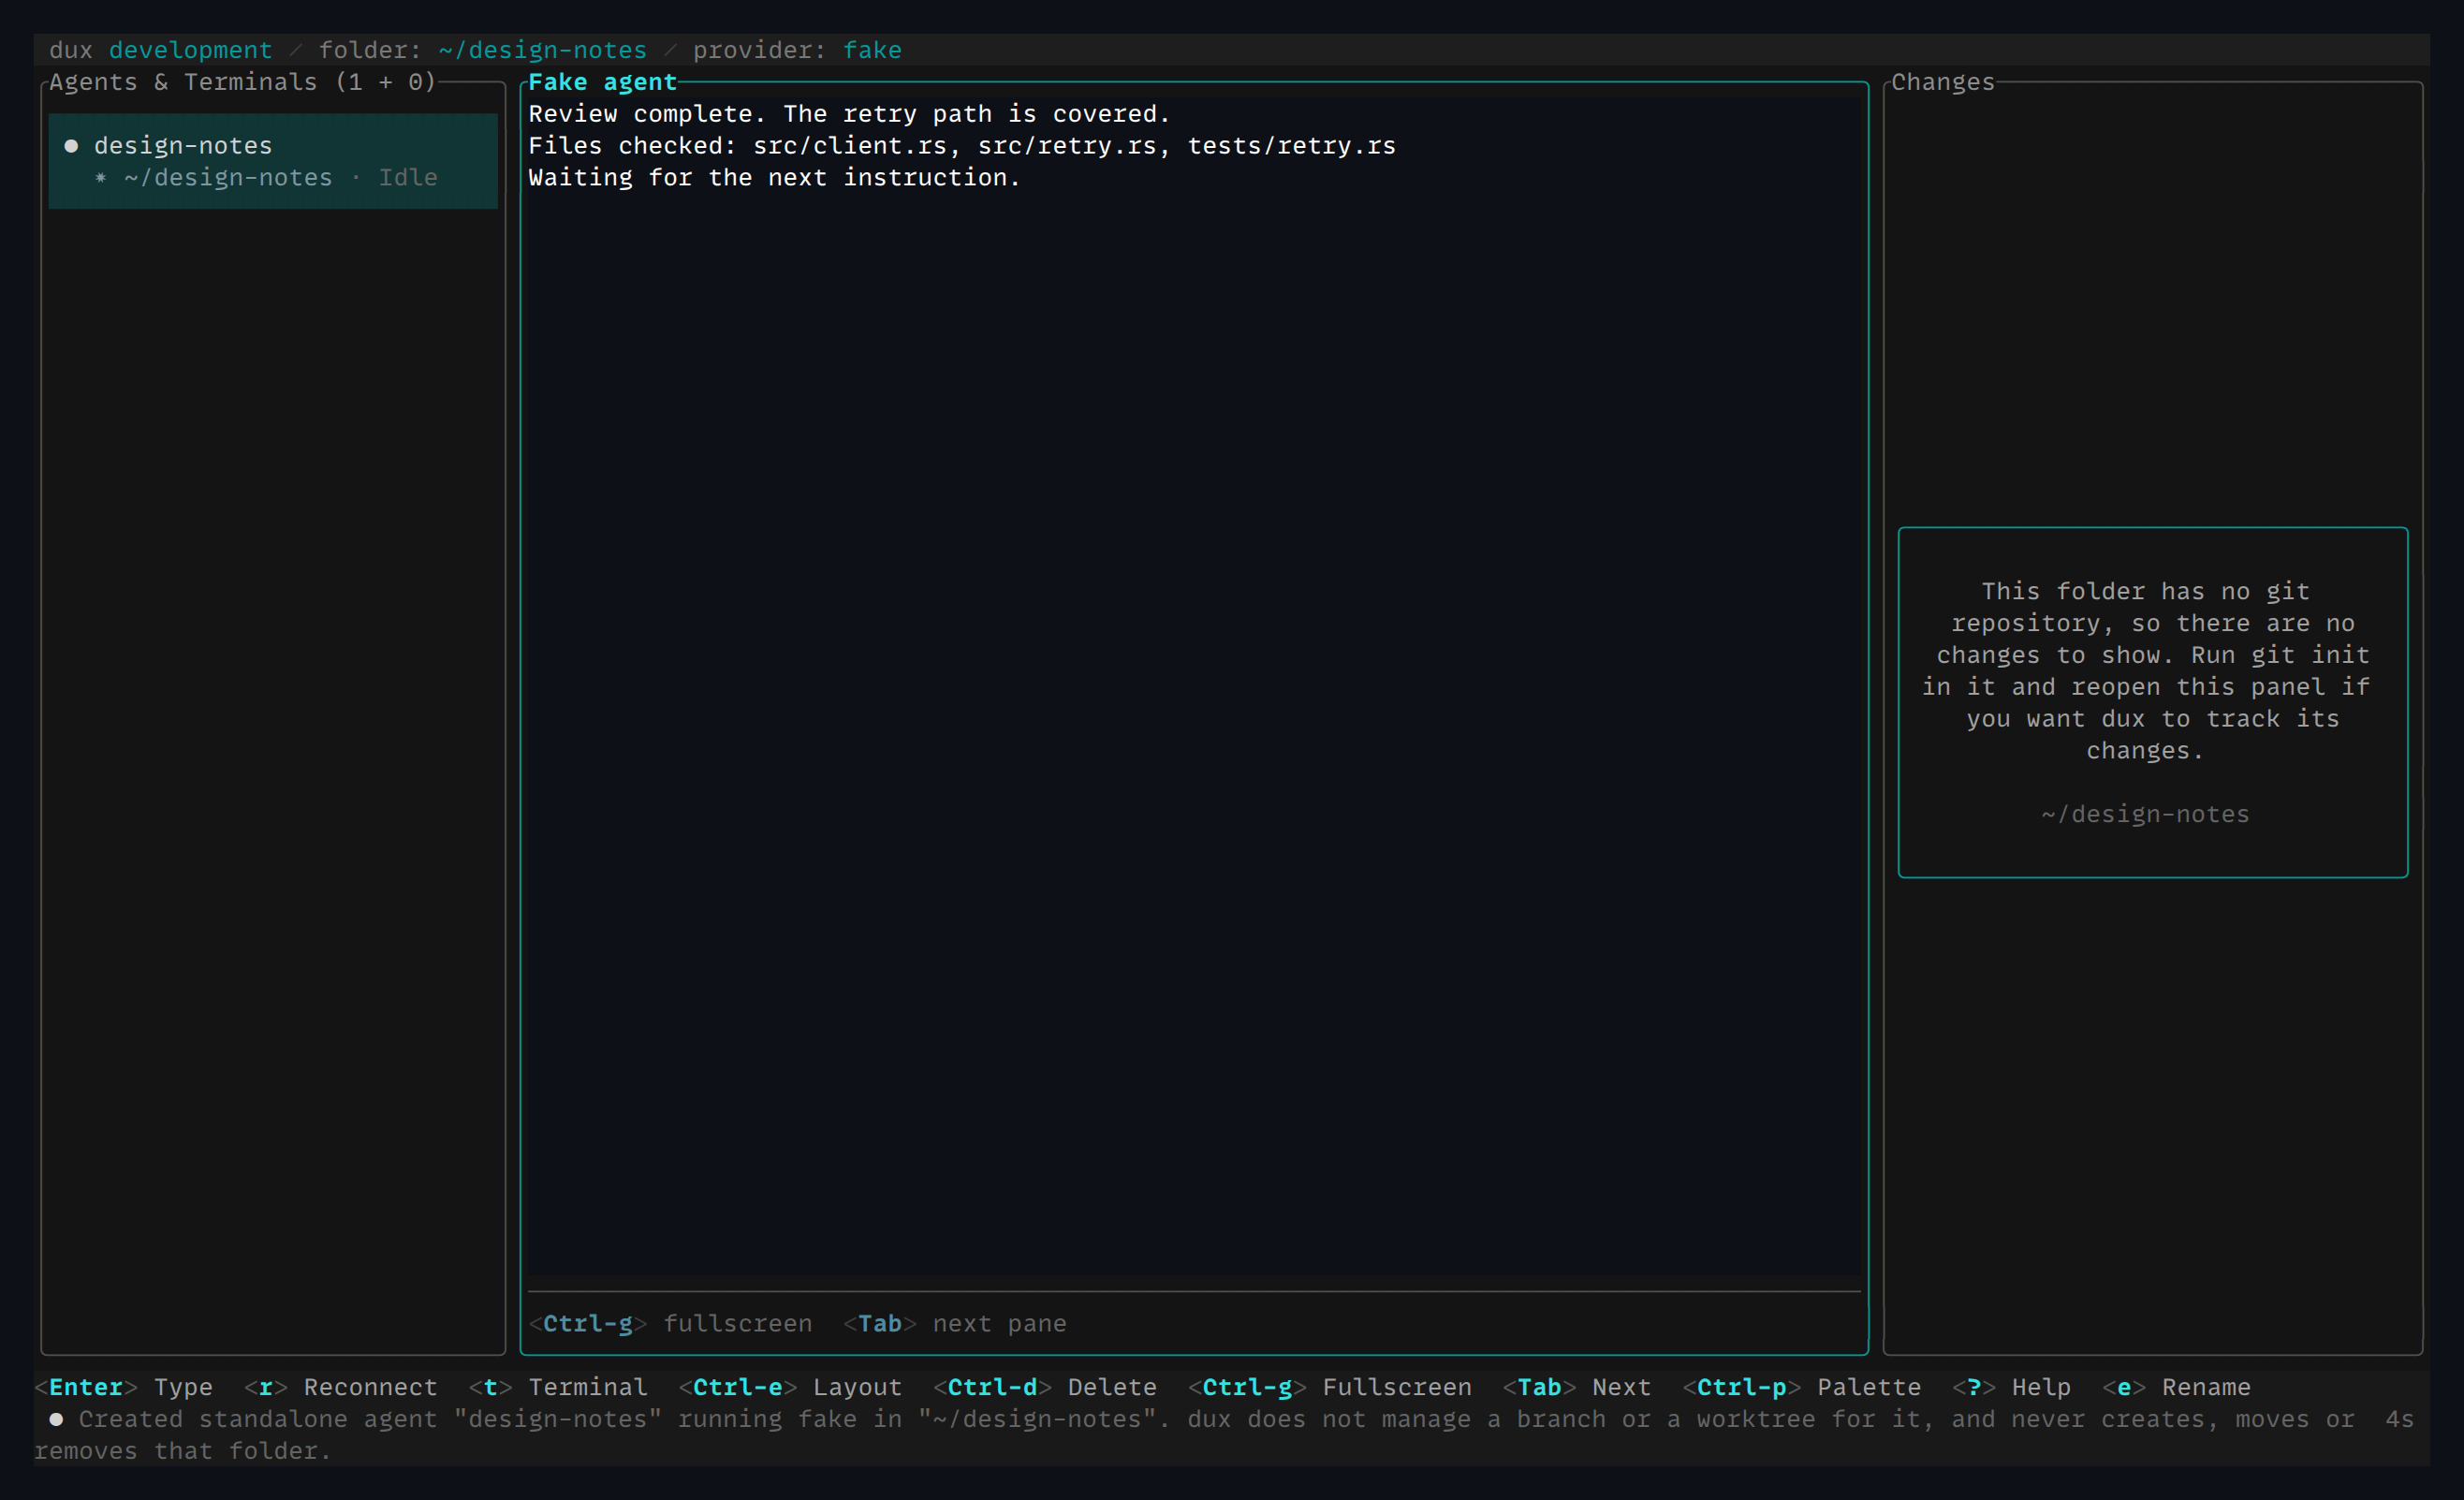 dux development / folder: ~/design-notes / provider: fake
Agents & Terminals (1 + 0)
● design-notes
✷ ~/design-notes · Idle
Fake agent
Review complete. The retry path is covered.
Files checked: src/client.rs, src/retry.rs, tests/retry.rs
Waiting for the next instruction.
<Ctrl-g> fullscreen  <Tab> next pane
Changes
This folder has no git
repository, so there are no
changes to show. Run git init
in it and reopen this panel if
you want dux to track its
changes.
~/design-notes
<Enter> Type  <r> Reconnect  <t> Terminal  <Ctrl-e> Layout  <Ctrl-d> Delete  <Ctrl-g> Fullscreen  <Tab> Next  <Ctrl-p> Palette  <?> Help  <e> Rename
● Created standalone agent "design-notes" running fake in "~/design-notes". dux does not manage a branch or a worktree for it, and never creates, moves or  4s
removes that folder.